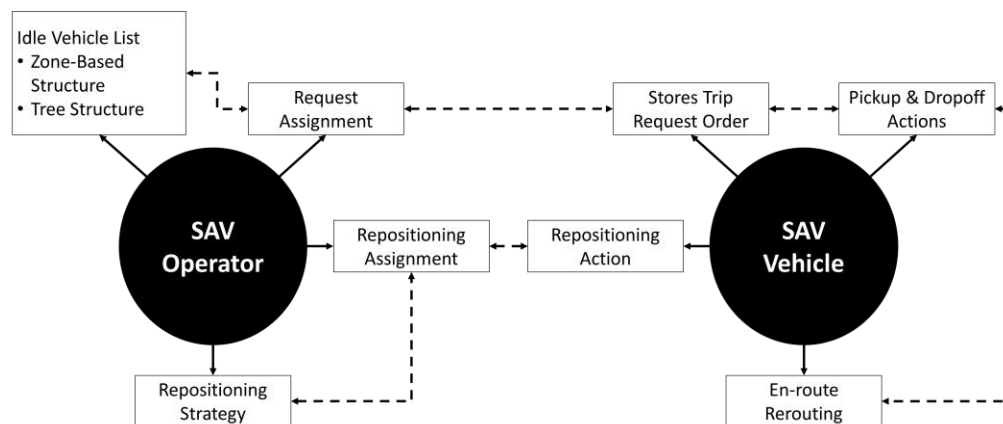 Idle Vehicle List
• Zone-Based
Structure
• Tree Structure
Request
Assignment
Stores Trip
Request Order
Pickup & Dropoff
Actions
SAV
Operator
Repositioning
Assignment
Repositioning
Action
SAV
Vehicle
Repositioning
Strategy
En-route
Rerouting